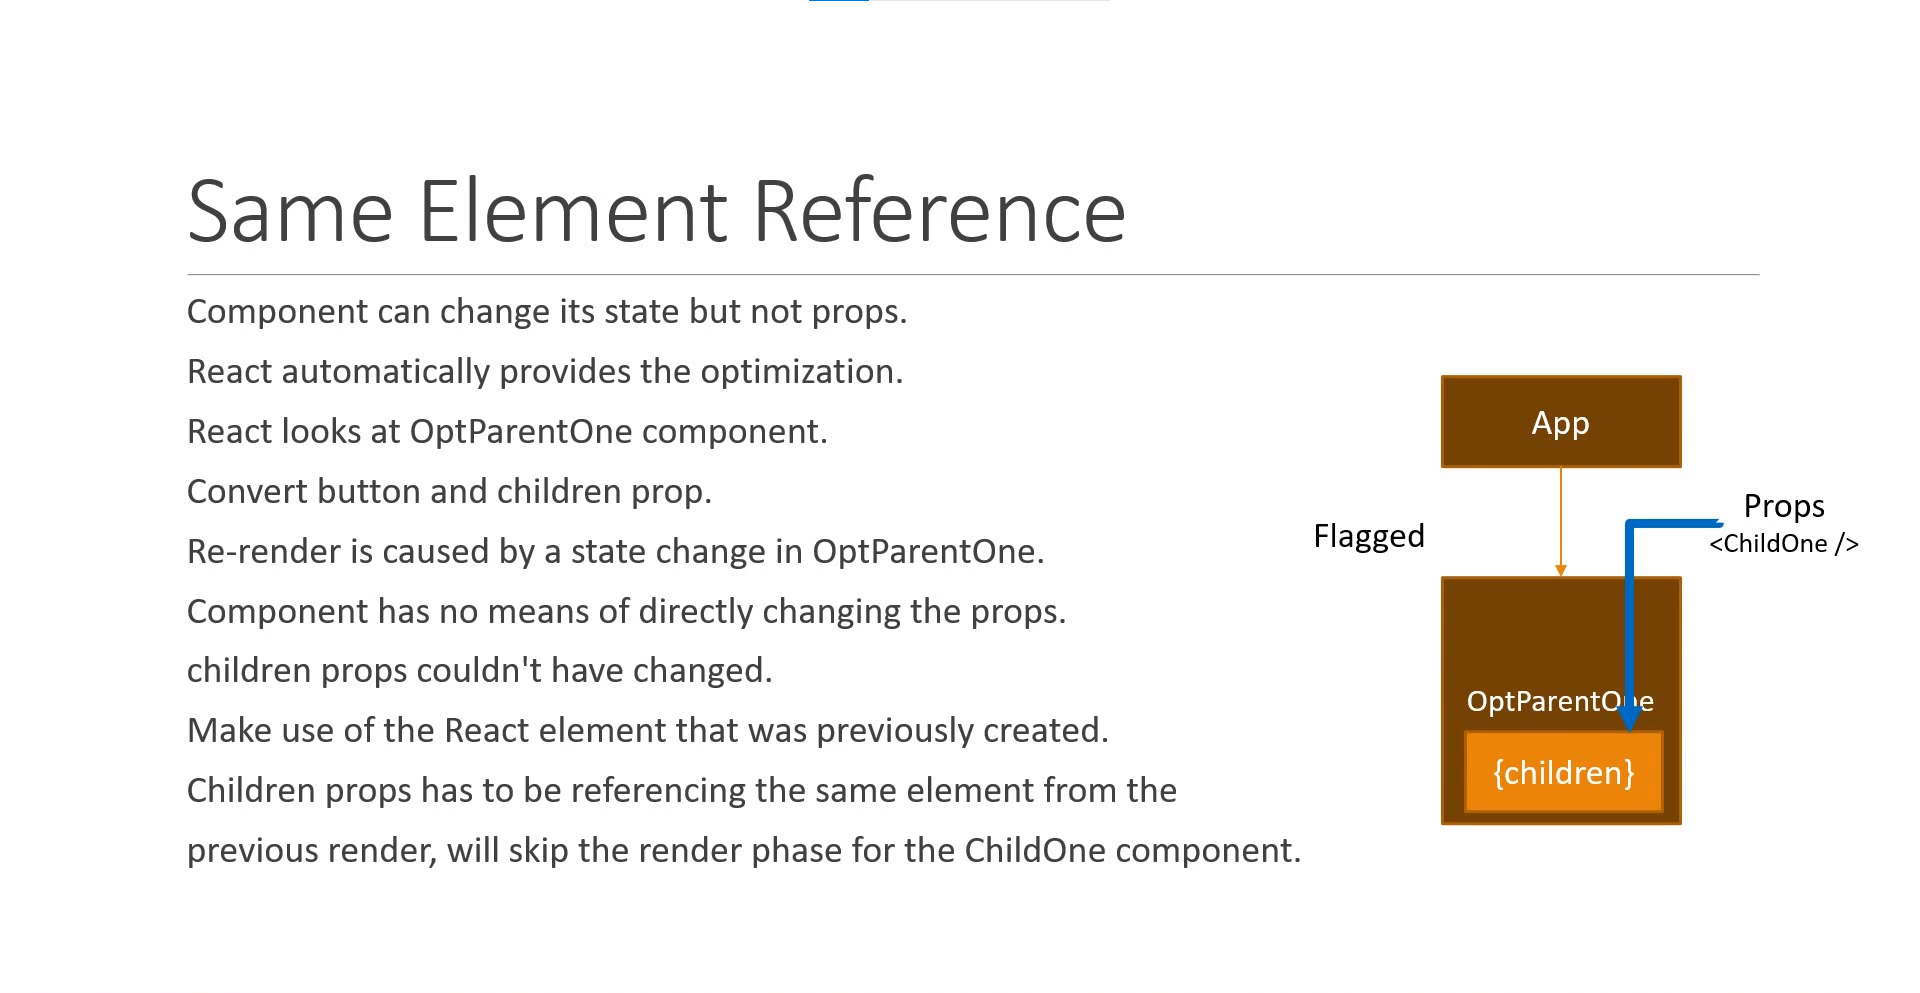 Same Element Reference
Component can change its state but not props.
React automatically provides the optimization.
React looks at OptParentOne component.
Convert button and children prop.
Re-render is caused by a state change in OptParentOne.
Component has no means of directly changing the props.
children props couldn't have changed.
Make use of the React element that was previously created.
Children props has to be referencing the same element from the
previous render, will skip the render phase for the ChildOne component.
App
Props
<ChildOne />
Flagged
OptParentOne
{children}